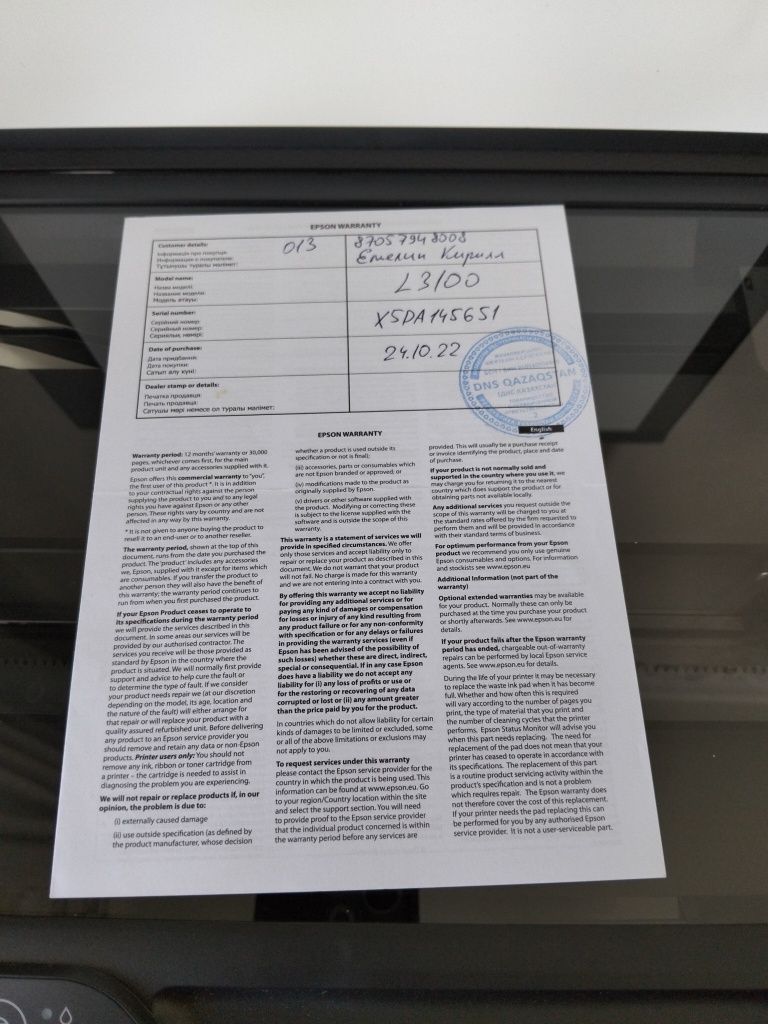 EPSON WARRANTY
Customer details:
013
87057948008
Інформація про покупця:
Информация о покупателе:
Тұтынушы туралы мәлімет:
Емелин Кирилл
Model name:
Назва моделі:
Название модели:
Модель атауы:
L3100
Serial number:
Серійний номер:
Серийный номер:
Сериялық нөмірі:
X5DA145651
Date of purchase:
Дата придбання:
Дата покупки:
Сатып алу күні:
24.10.22
Dealer stamp or details:
Печатка продавця:
Печать продавца:
Сатушы мөрі немесе ол туралы мәлімет:
DNS QAZAQSTAN
(ДНС КАЗАХСТАН)
2
English
EPSON WARRANTY
Warranty period: 12 months' warranty or 30,000
pages, whichever comes first, for the main
product unit and any accessories supplied with it.
Epson offers this commercial warranty to "you",
the first user of this product *. It is in addition
to your contractual rights against the person
supplying the product to you and to any legal
rights you have against Epson or any other
person. These rights vary by country and are not
affected in any way by this warranty.
* It is not given to anyone buying the product to
resell it to an end-user or to another reseller.
The warranty period, shown at the top of this
document, runs from the date you purchased the
product. The 'product' includes any accessories
we, Epson, supplied with it except for items which
are consumables. If you transfer the product to
another person they will also have the benefit of
this warranty; the warranty period continues to
run from when you first purchased the product.
If your Epson Product ceases to operate to
its specifications during the warranty period
we will provide the services described in this
document. In some areas our services will be
provided by our authorised contractor. The
services you receive will be those provided as
standard by Epson in the country where the
product is situated. We will normally first provide
support and advice to help cure the fault or
to determine the type of fault. If we consider
your product needs repair we (at our discretion
depending on the model, its age, location and
the nature of the fault) will either arrange for
that repair or will replace your product with a
quality assured refurbished unit. Before delivering
any product to an Epson service provider you
should remove and retain any data or non-Epson
products. Printer users only: You should not
remove any ink, ribbon or toner cartridge from
a printer – the cartridge is needed to assist in
diagnosing the problem you are experiencing.
We will not repair or replace products if, in our
opinion, the problem is due to:
(i) externally caused damage
(ii) use outside specification (as defined by
the product manufacturer, whose decision
whether a product is used outside its
specification or not is final);
(iii) accessories, parts or consumables which
are not Epson branded or approved; or
(iv) modifications made to the product as
originally supplied by Epson.
(v) drivers or other software supplied with
the product. Modifying or correcting these
is subject to the license supplied with the
software and is outside the scope of this
warranty.
This warranty is a statement of services we will
provide in specified circumstances. We offer
only those services and accept liability only to
repair or replace your product as described in this
document. We do not warrant that your product
will not fail. No charge is made for this warranty
and we are not entering into a contract with you.
By offering this warranty we accept no liability
for providing any additional services or for
paying any kind of damages or compensation
for losses or injury of any kind resulting from
any product failure or for any non-conformity
with specification or for any delays or failures
in providing the warranty services (even if
Epson has been advised of the possibility of
such losses) whether these are direct, indirect,
special or consequential. If in any case Epson
does have a liability we do not accept any
liability for (i) any loss of profits or use or
for the restoring or recovering of any data
corrupted or lost or (ii) any amount greater
than the price paid by you for the product.
In countries which do not allow liability for certain
kinds of damages to be limited or excluded, some
or all of the above limitations or exclusions may
not apply to you.
To request services under this warranty
please contact the Epson service provider for the
country in which the product is being used. This
information can be found at www.epson.eu. Go
to your region/Country location within the site
and select the support section. You will need
to provide proof to the Epson service provider
that the individual product concerned is within
the warranty period before any services are
provided. This will usually be a purchase receipt
or invoice identifying the product, place and date
of purchase.
If your product is not normally sold and
supported in the country where you use it, we
may charge you for returning it to the nearest
country which does support the product or for
obtaining parts not available locally.
Any additional services you request outside the
scope of this warranty will be charged to you at
the standard rates offered by the firm requested to
perform them and will be provided in accordance
with their standard terms of business.
For optimum performance from your Epson
product we recommend you only use genuine
Epson consumables and options. For information
and stockists see www.epson.eu
Additional Information (not part of the
warranty)
Optional extended warranties may be available
for your product. Normally these can only be
purchased at the time you purchase your product
or shortly afterwards. See www.epson.eu for
details.
If your product fails after the Epson warranty
period has ended, chargeable out-of-warranty
repairs can be performed by local Epson service
agents. See www.epson.eu for details.
During the life of your printer it may be necessary
to replace the waste ink pad when it has become
full. Whether and how often this is required
will vary according to the number of pages you
print, the type of material that you print and
the number of cleaning cycles that the printer
performs. Epson Status Monitor will advise you
when this part needs replacing. The need for
replacement of the pad does not mean that your
printer has ceased to operate in accordance with
its specifications. The replacement of this part
is a routine product servicing activity within the
product's specification and is not a problem
which requires repair. The Epson warranty does
not therefore cover the cost of this replacement.
If your printer needs the pad replacing this can
be performed for you by any authorised Epson
service provider. It is not a user-serviceable part.